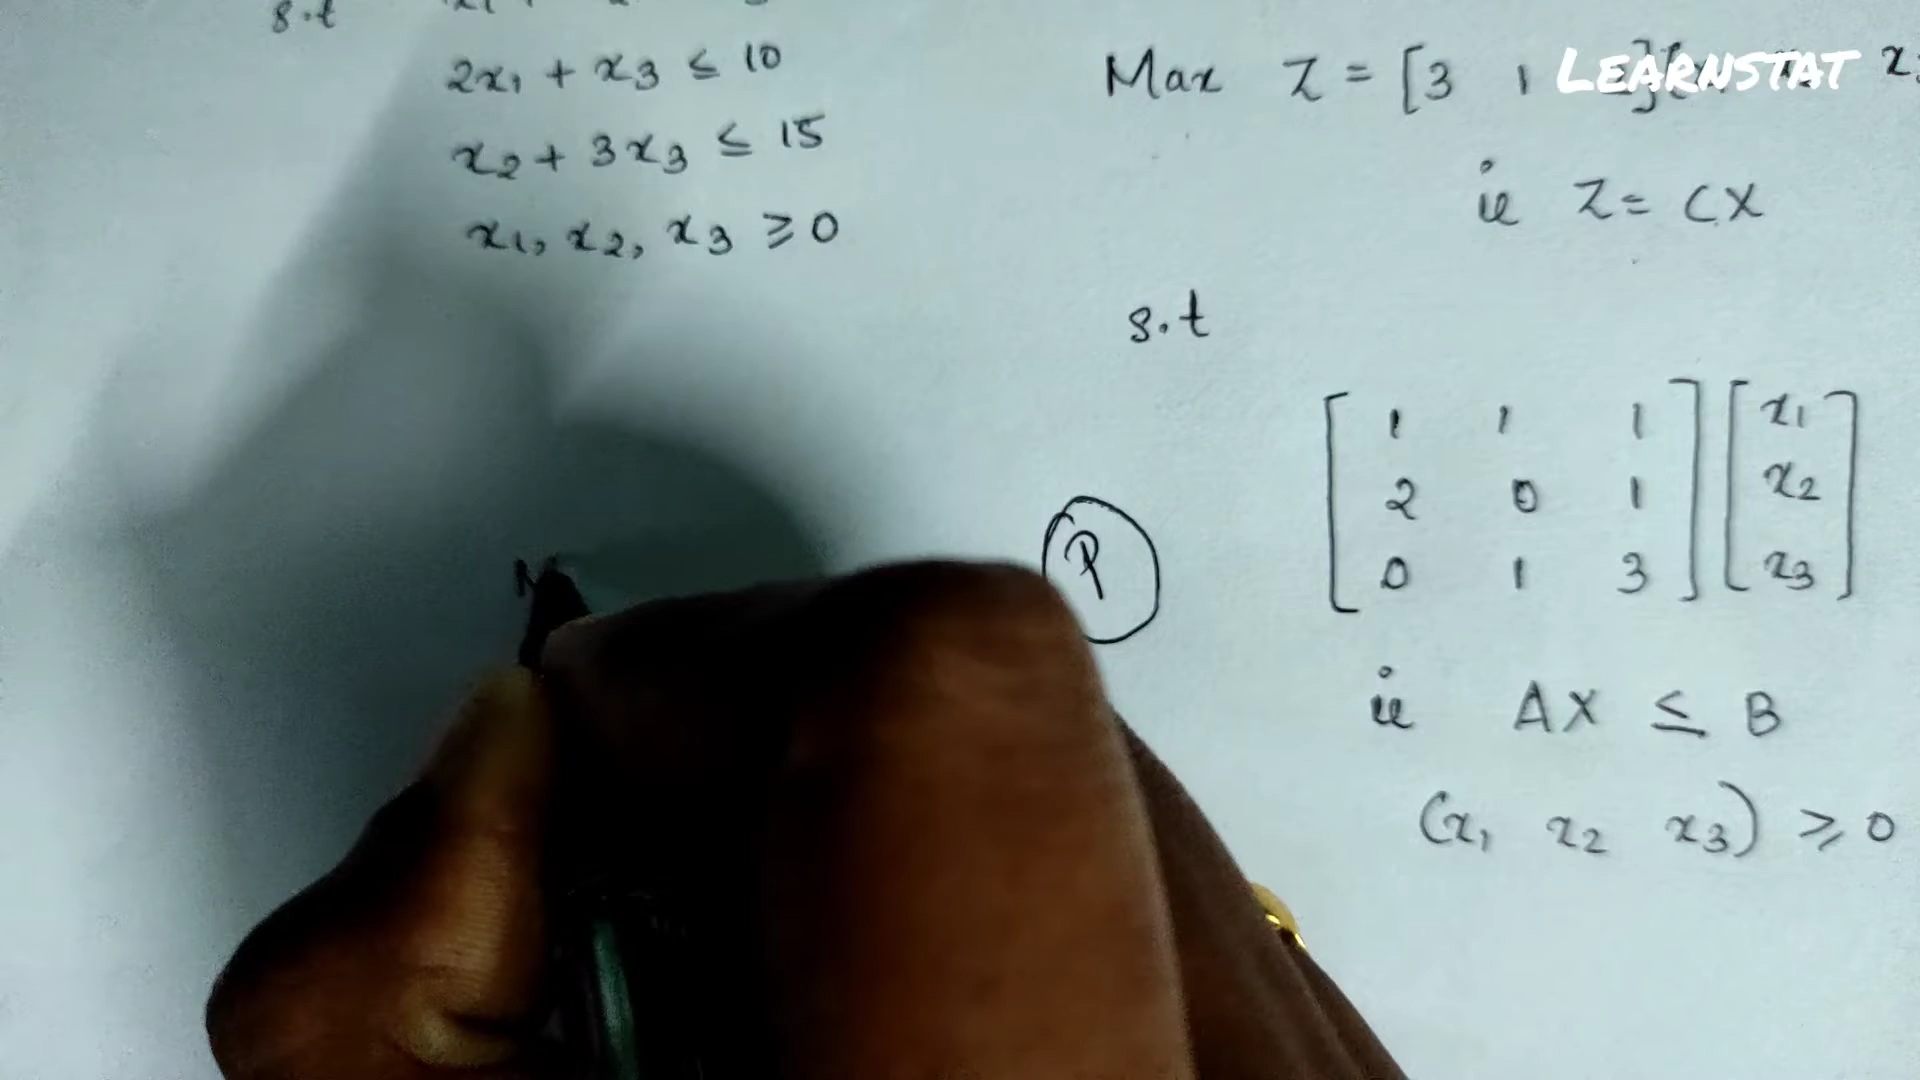 s.t
2x₁ + x₃ ≤ 10
x₂ + 3x₃ ≤ 15
x₁, x₂, x₃ ≥ 0
Max Z = [3 1
LEARNSTAT
ie Z = CX
s.t
P
[1 1 1] [x₁]
[2 0 1] [x₂]
[0 1 3] [x₃]
ie AX ≤ B
(x₁ x₂ x₃) ≥ 0